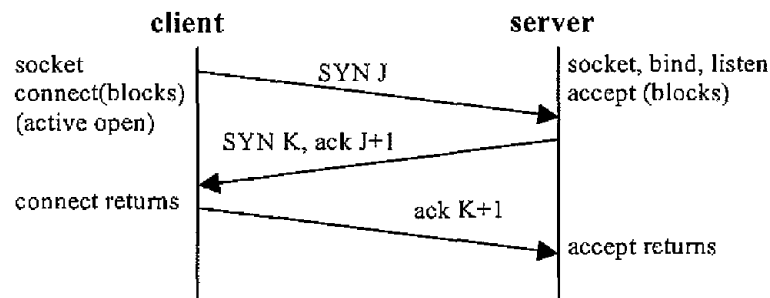 client
server
socket
connect(blocks)
(active open)
SYN J
socket, bind, listen
accept (blocks)
SYN K, ack J+1
connect returns
ack K+1
accept returns